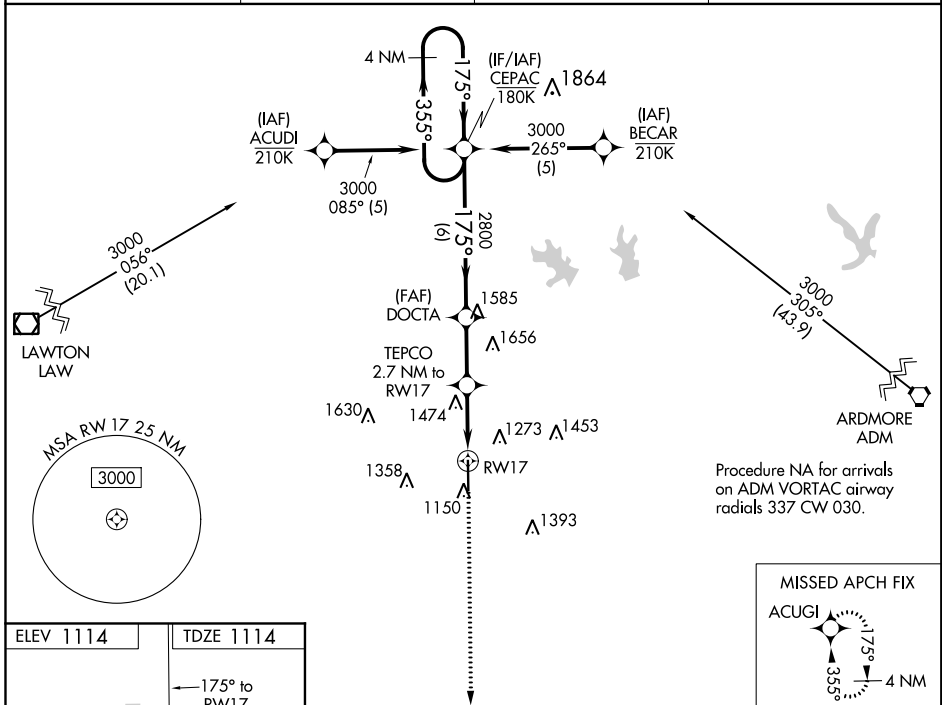 4 NM
175°
355°
(IF/IAF)
CEPAC
180K
1864
(IAF)
ACUDI
210K
3000
265°
(5)
(IAF)
BECAR
210K
3000
085° (5)
2800
175°
(6)
3000
056°
(20.1)
3000
305°
(43.9)
LAWTON
LAW
(FAF)
DOCTA
1585
1656
TEPCO
2.7 NM to
RW17
1630
1474
1273
1453
ARDMORE
ADM
MSA RW 17 25 NM
3000
1358
RW17
1150
1393
Procedure NA for arrivals
on ADM VORTAC airway
radials 337 CW 030.
MISSED APCH FIX
ACUGI
175°
355°
4 NM
ELEV 1114
TDZE 1114
175° to
RW17